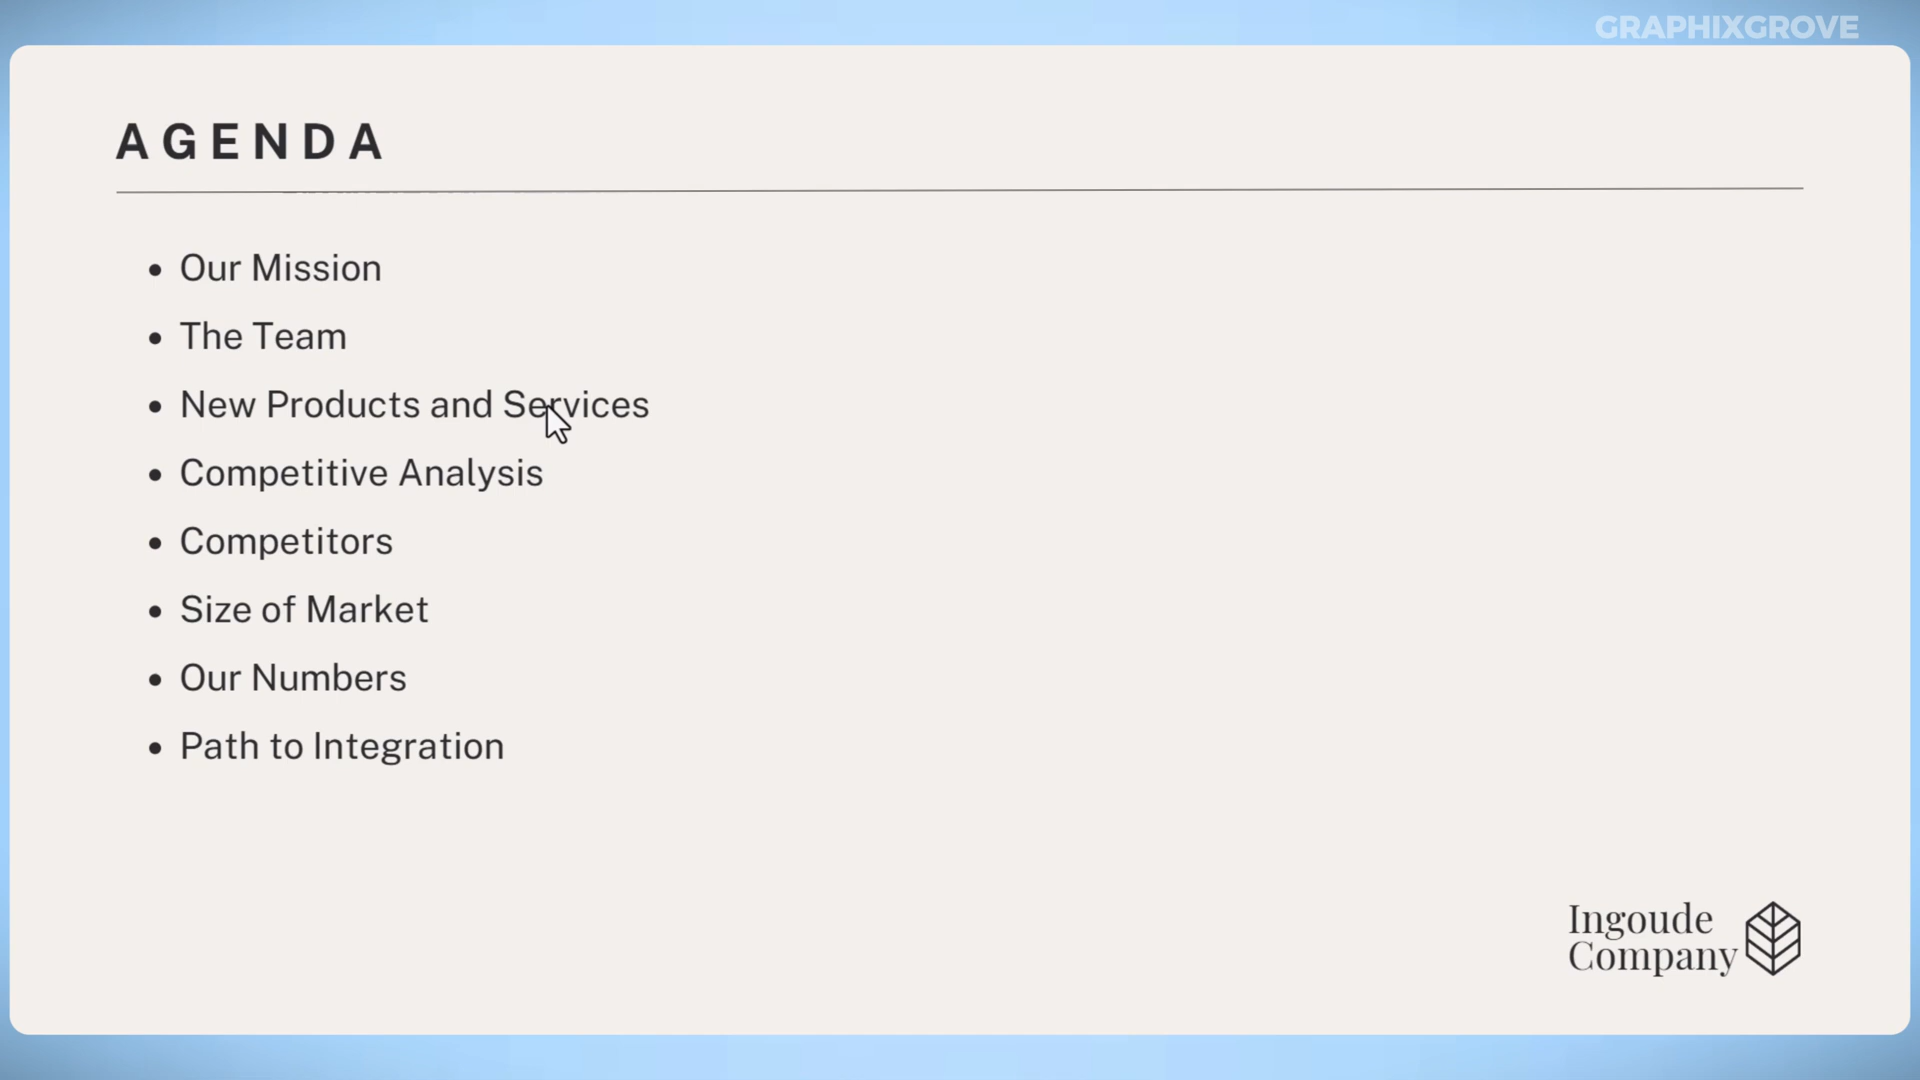 GRAPHIXGROVE
AGENDA
• Our Mission
• The Team
• New Products and Services
• Competitive Analysis
• Competitors
• Size of Market
• Our Numbers
• Path to Integration
Ingoude
Company